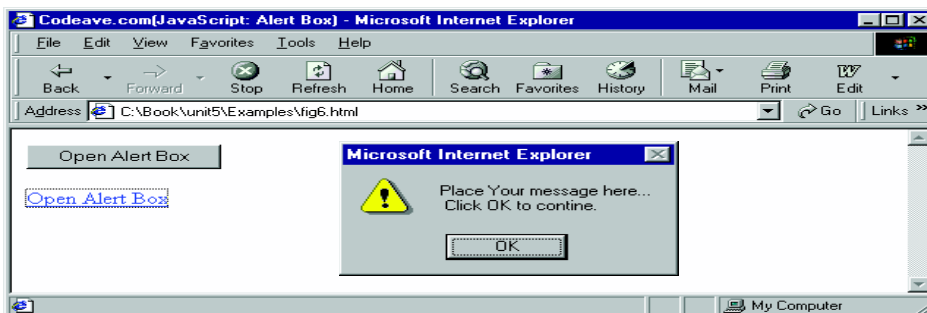 Codeave.com(JavaScript: Alert Box) - Microsoft Internet Explorer
File Edit View Favorites Tools Help
Back Forward Stop Refresh Home Search Favorites History Mail Print Edit
Address C:\Book\unit5\Examples\fig6.html Go Links »
Open Alert Box
Open Alert Box
Microsoft Internet Explorer
Place Your message here...
Click OK to contine.
OK
My Computer